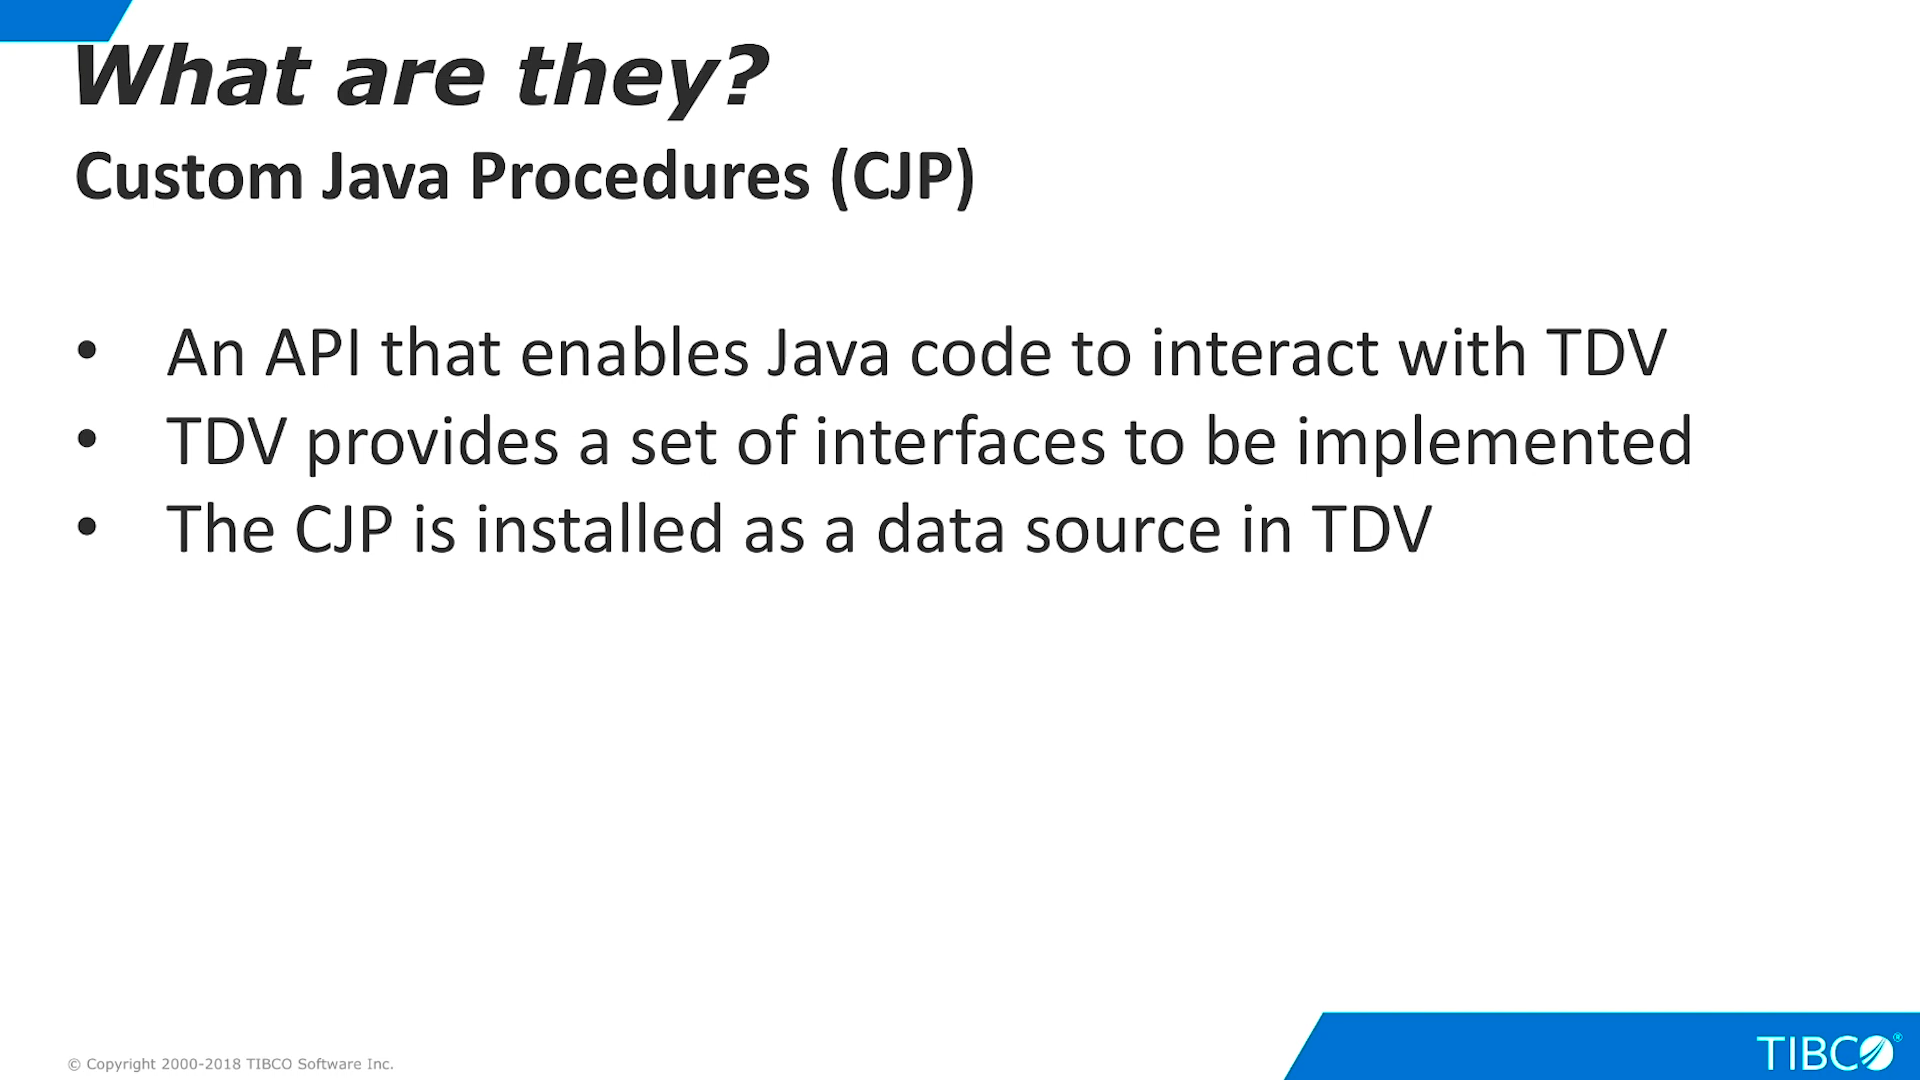 What are they?
Custom Java Procedures (CJP)
• An API that enables Java code to interact with TDV
• TDV provides a set of interfaces to be implemented
• The CJP is installed as a data source in TDV
© Copyright 2000-2018 TIBCO Software Inc.
TIBCO®